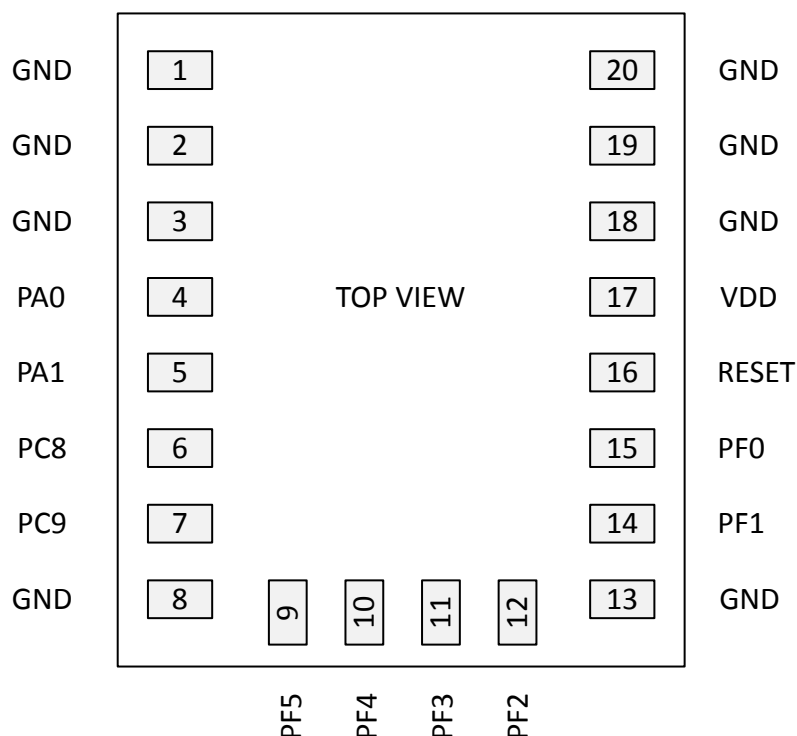 GND 1 20 GND
GND 2 19 GND
GND 3 18 GND
PA0 4 TOP VIEW 17 VDD
PA1 5 16 RESET
PC8 6 15 PF0
PC9 7 14 PF1
GND 8 9 10 11 12 13 GND
PF5 PF4 PF3 PF2